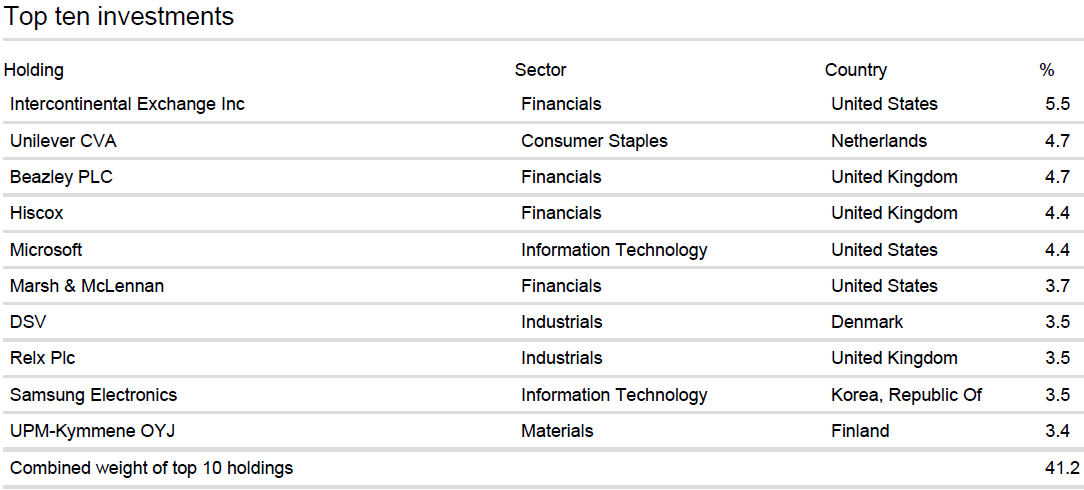 Top ten investments
Holding Sector Country %
Intercontinental Exchange Inc Financials United States 5.5
Unilever CVA Consumer Staples Netherlands 4.7
Beazley PLC Financials United Kingdom 4.7
Hiscox Financials United Kingdom 4.4
Microsoft Information Technology United States 4.4
Marsh & McLennan Financials United States 3.7
DSV Industrials Denmark 3.5
Relx Plc Industrials United Kingdom 3.5
Samsung Electronics Information Technology Korea, Republic Of 3.5
UPM-Kymmene OYJ Materials Finland 3.4
Combined weight of top 10 holdings 41.2